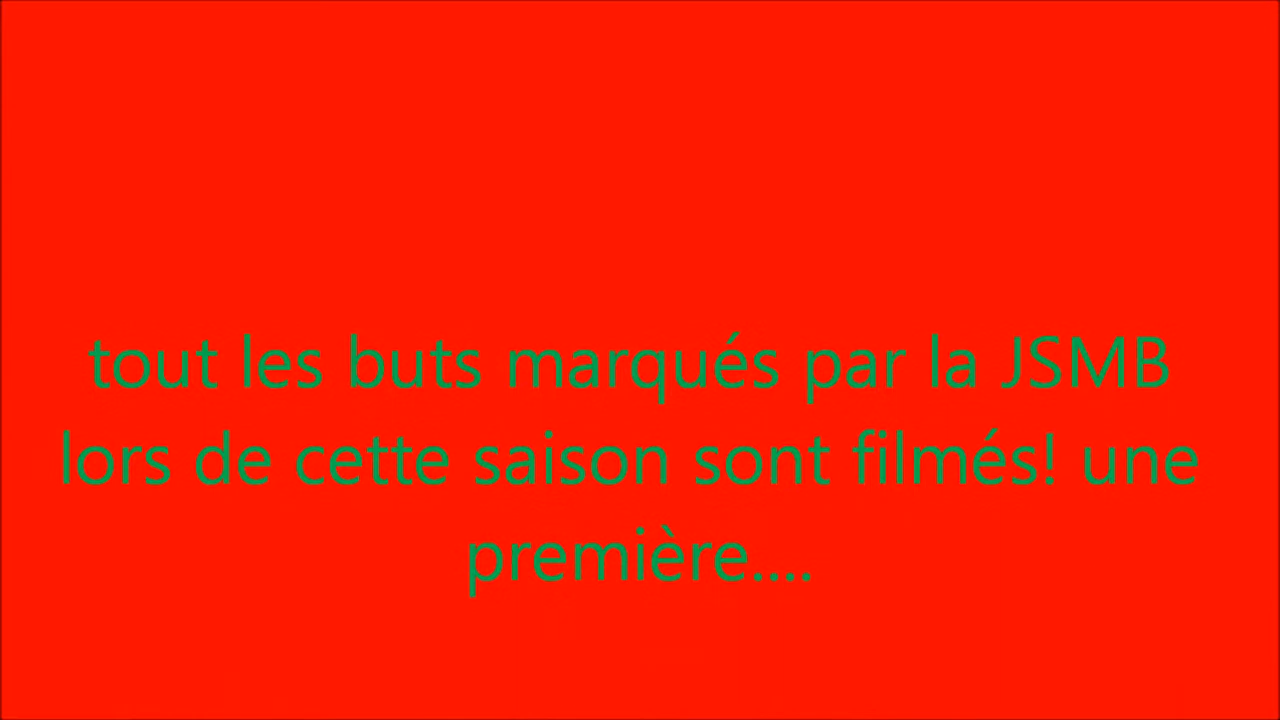 tout les buts marqués par la JSMB
lors de cette saison sont filmés! une
première....